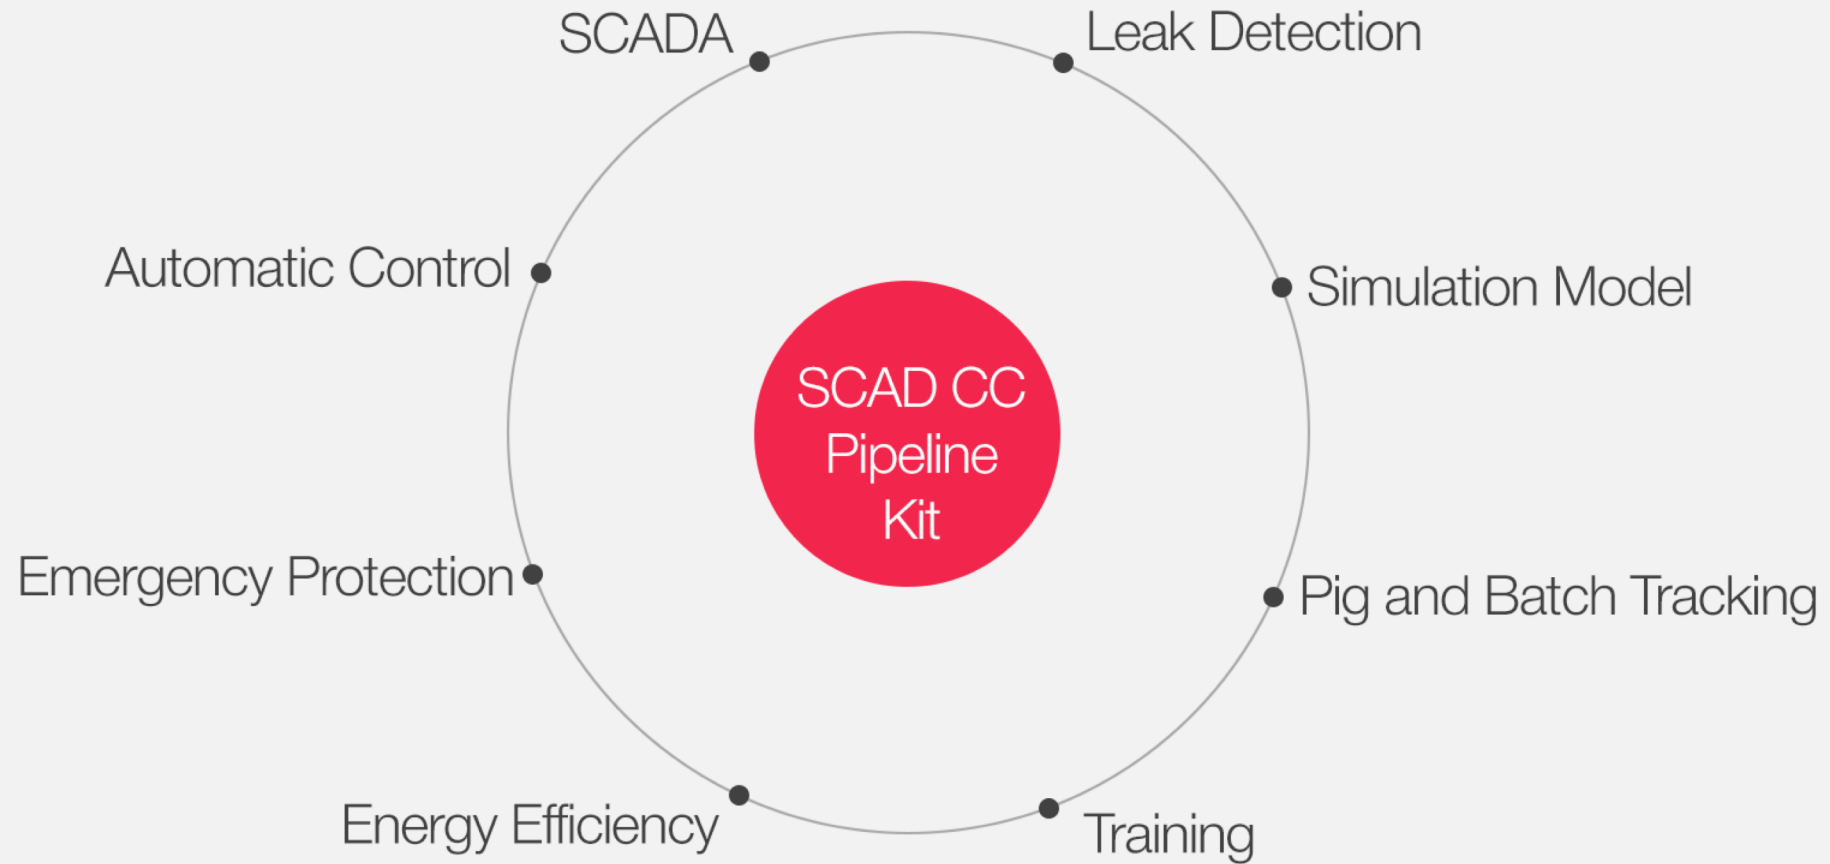 SCADA
Leak Detection
Automatic Control
Simulation Model
SCAD CC
Pipeline
Kit
Emergency Protection
Pig and Batch Tracking
Energy Efficiency
Training